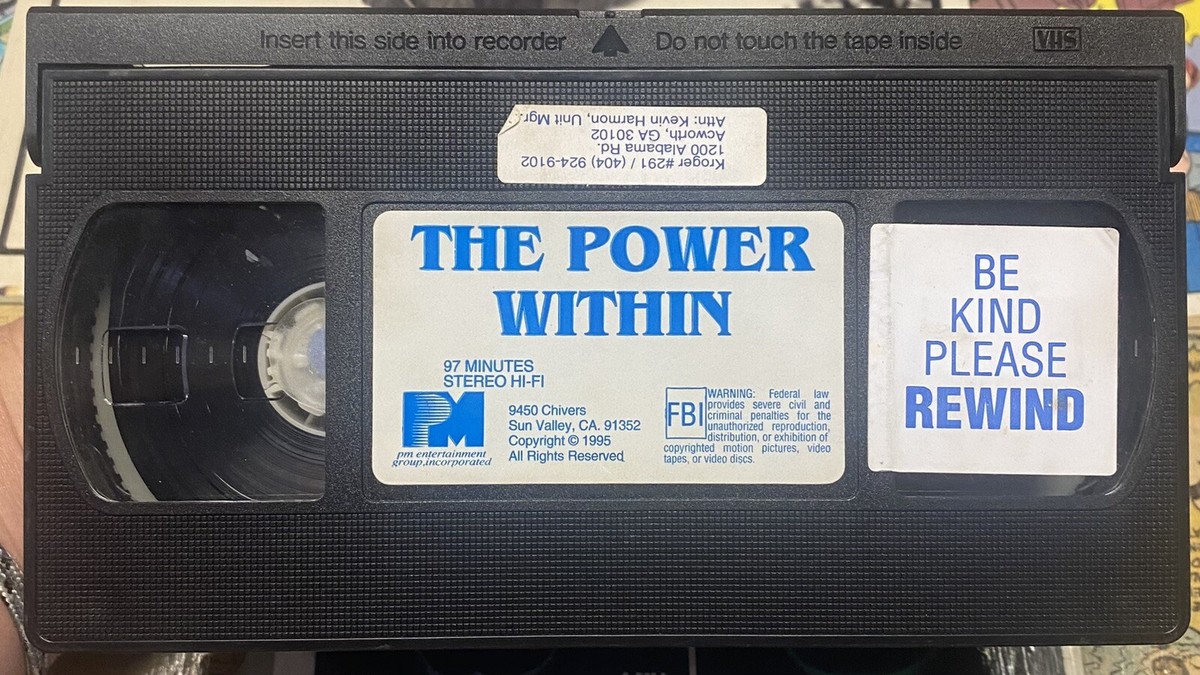 Insert this side into recorder
Do not touch the tape inside
VHS
Kroger #291 / (404) 924-9102
1200 Alabama Rd.
Acworth, GA 30102
Attn: Kevin Harmon, Unit Mgr.
THE POWER
WITHIN
97 MINUTES
STEREO HI-FI
PM
pm entertainment
group,incorporated
9450 Chivers
Sun Valley, CA. 91352
Copyright © 1995
All Rights Reserved
FBI
WARNING: Federal law
provides severe civil and
criminal penalties for the
unauthorized reproduction,
distribution, or exhibition of
copyrighted motion pictures, video
tapes, or video discs.
BE
KIND
PLEASE
REWIND